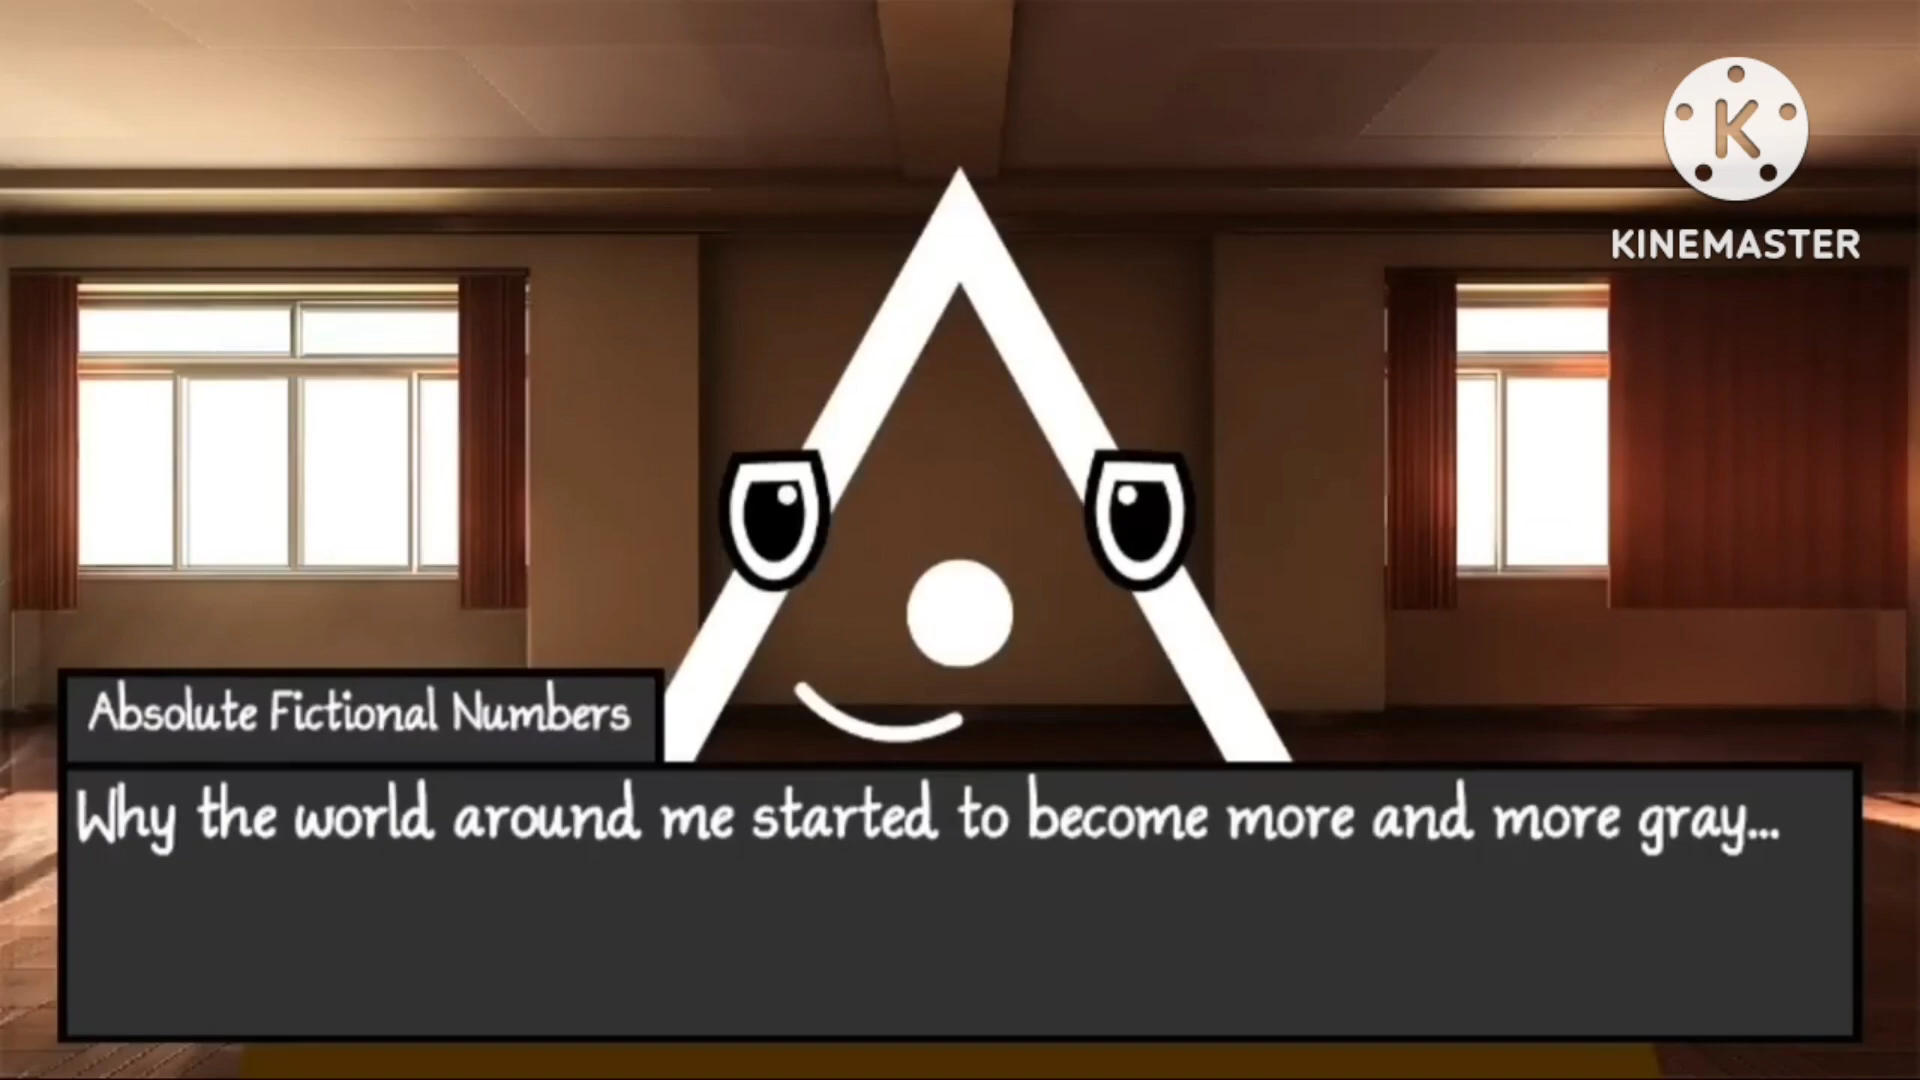 K
KINEMASTER
Absolute Fictional Numbers
Why the world around me started to become more and more gray...